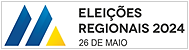 ELEIÇÕES
REGIONAIS 2024
26 DE MAIO